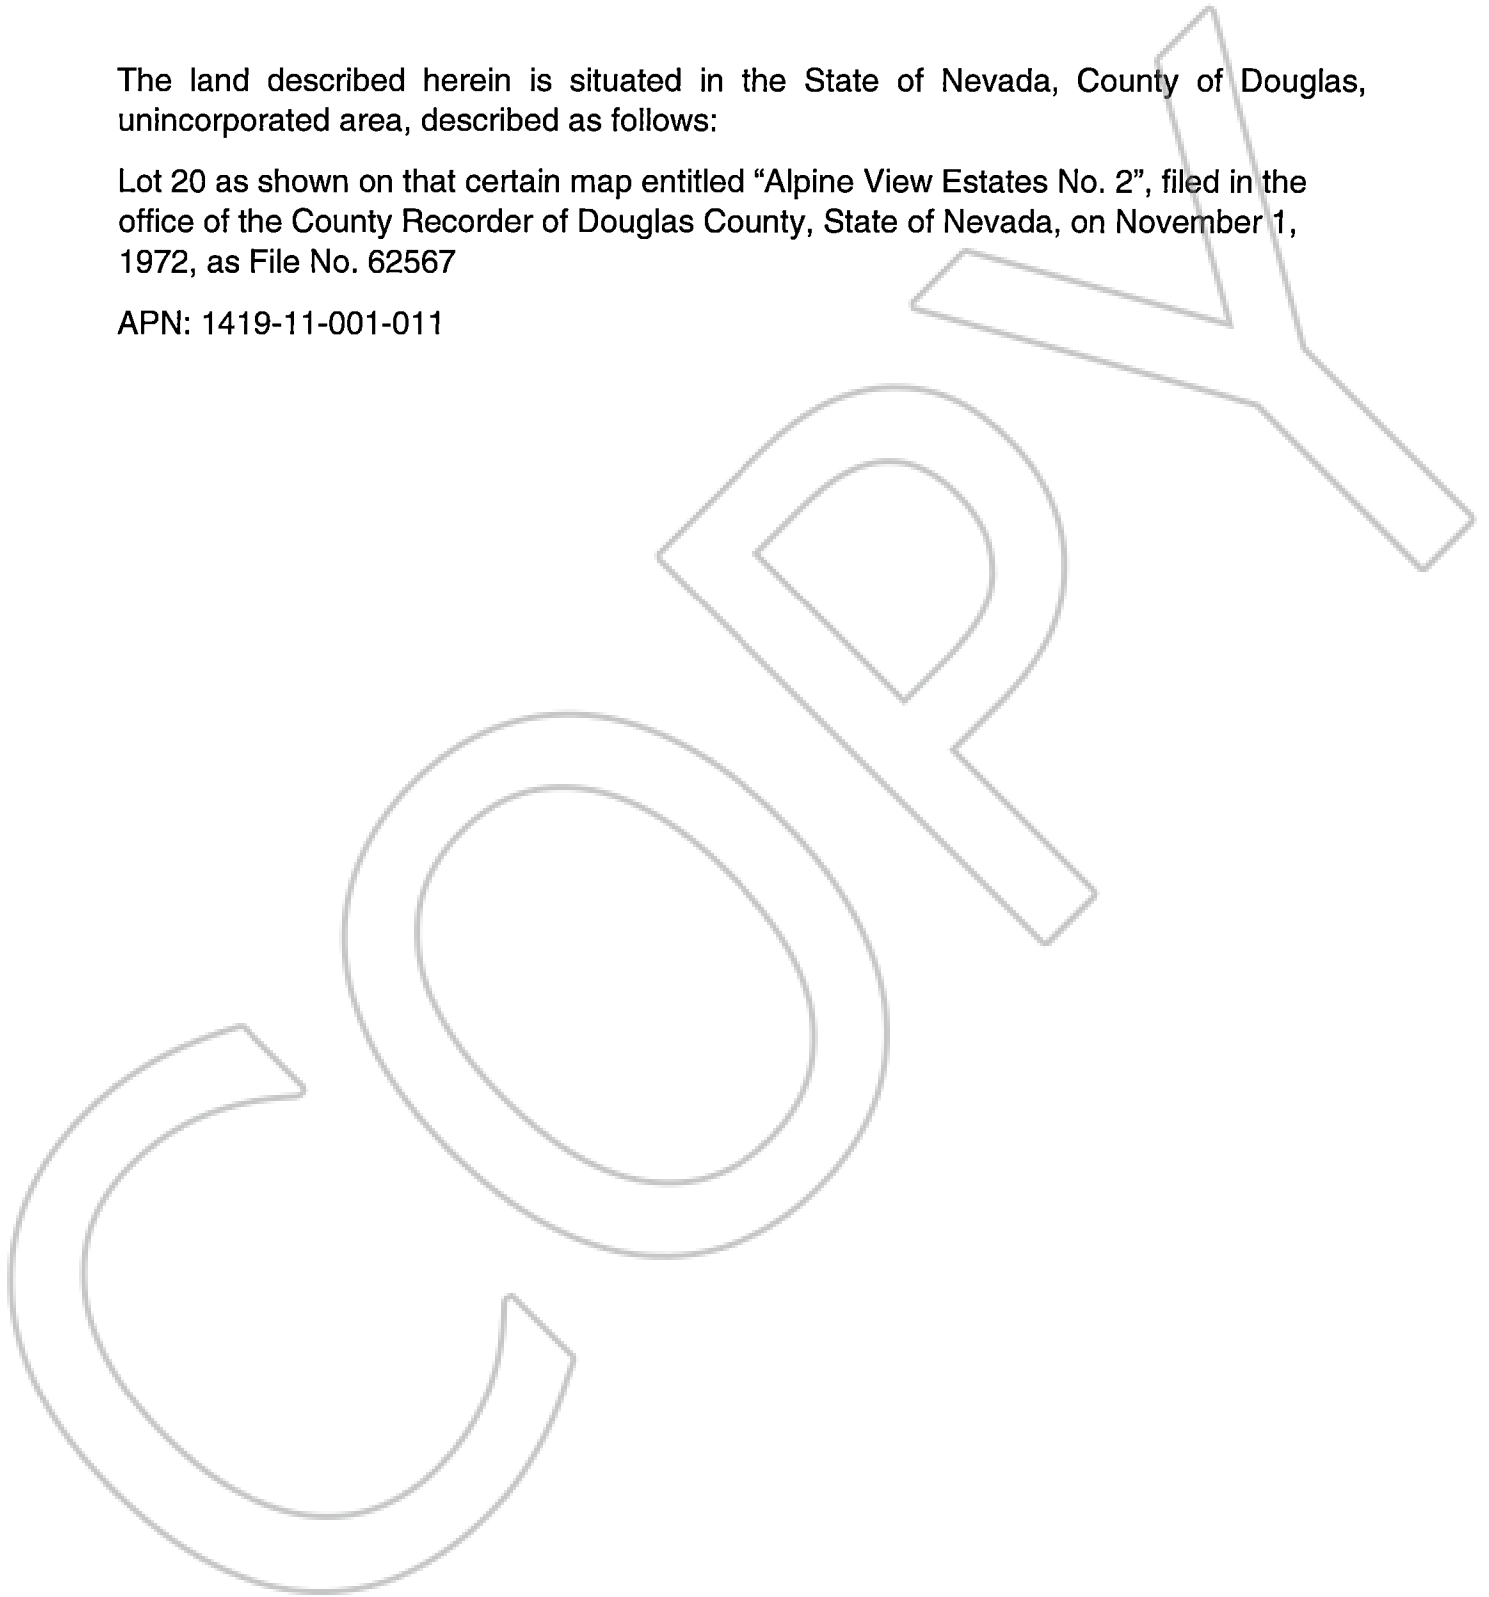 The land described herein is situated in the State of Nevada, County of Douglas,
unincorporated area, described as follows:
Lot 20 as shown on that certain map entitled “Alpine View Estates No. 2”, filed in the
office of the County Recorder of Douglas County, State of Nevada, on November 1,
1972, as File No. 62567
APN: 1419-11-001-011
COPY